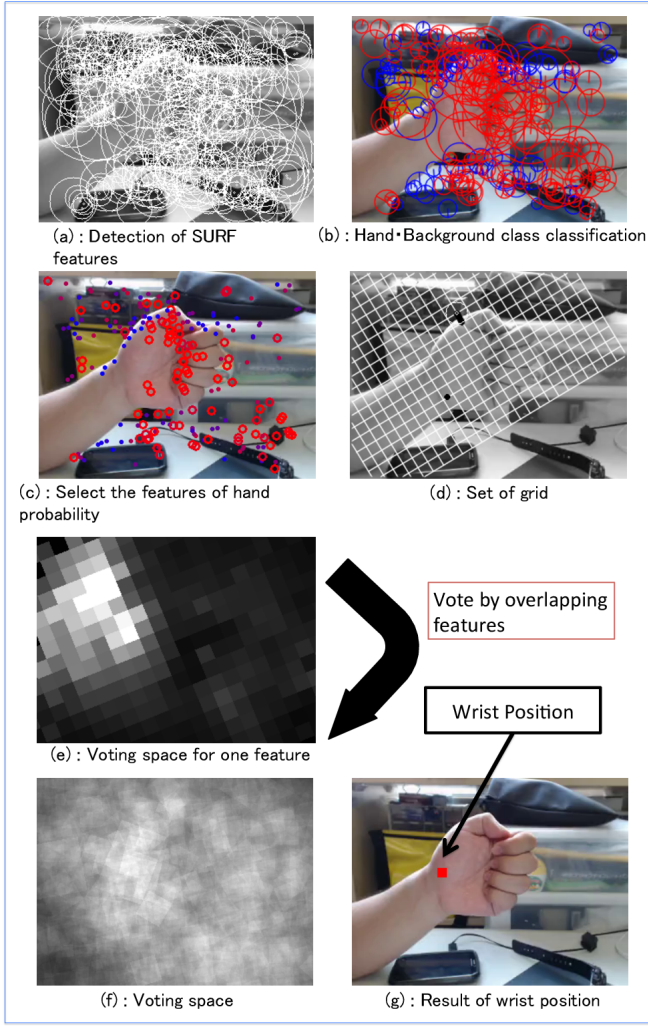 (a) : Detection of SURF
features
(b) : Hand・Background class classification
(c) : Select the features of hand
probability
(d) : Set of grid
Vote by overlapping
features
Wrist Position
(e) : Voting space for one feature
(f) : Voting space
(g) : Result of wrist position